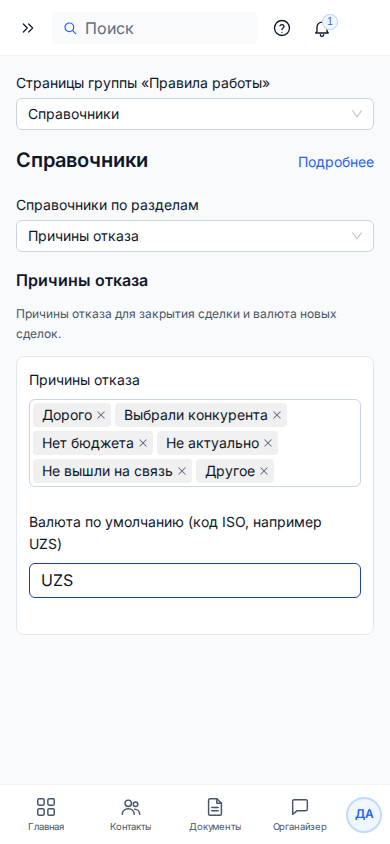 Поиск
1
Страницы группы «Правила работы»
Справочники
Справочники
Подробнее
Справочники по разделам
Причины отказа
Причины отказа
Причины отказа для закрытия сделки и валюта новых
сделок.
Причины отказа
Дорого
Выбрали конкурента
Нет бюджета
Не актуально
Не вышли на связь
Другое
Валюта по умолчанию (код ISO, например
UZS)
UZS
Главная
Контакты
Документы
Органайзер
ДА